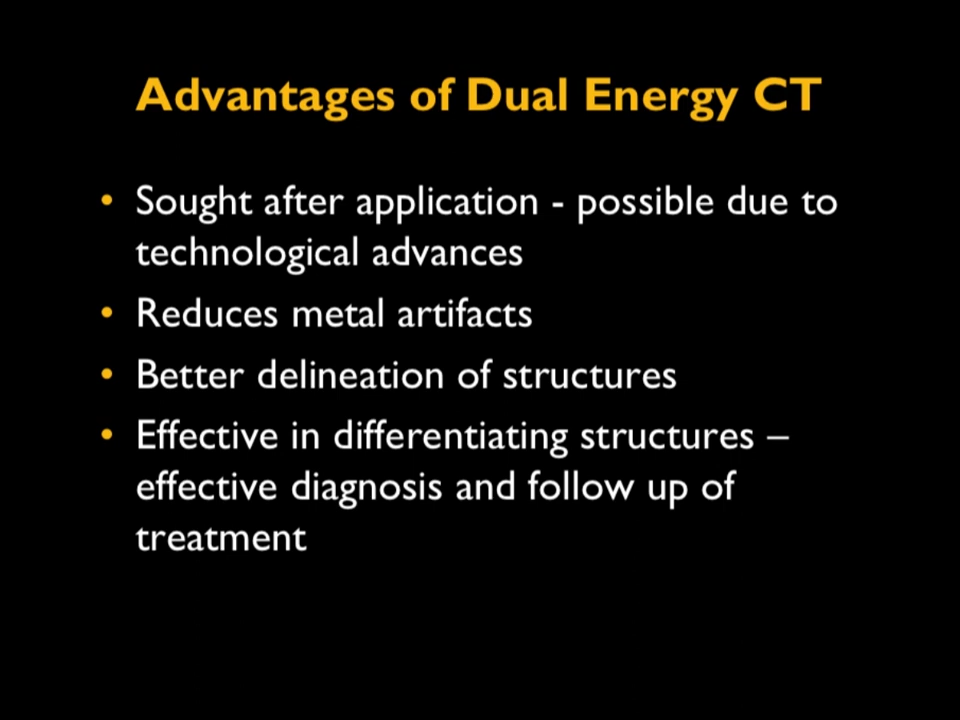 Advantages of Dual Energy CT
• Sought after application - possible due to
technological advances
• Reduces metal artifacts
• Better delineation of structures
• Effective in differentiating structures –
effective diagnosis and follow up of
treatment